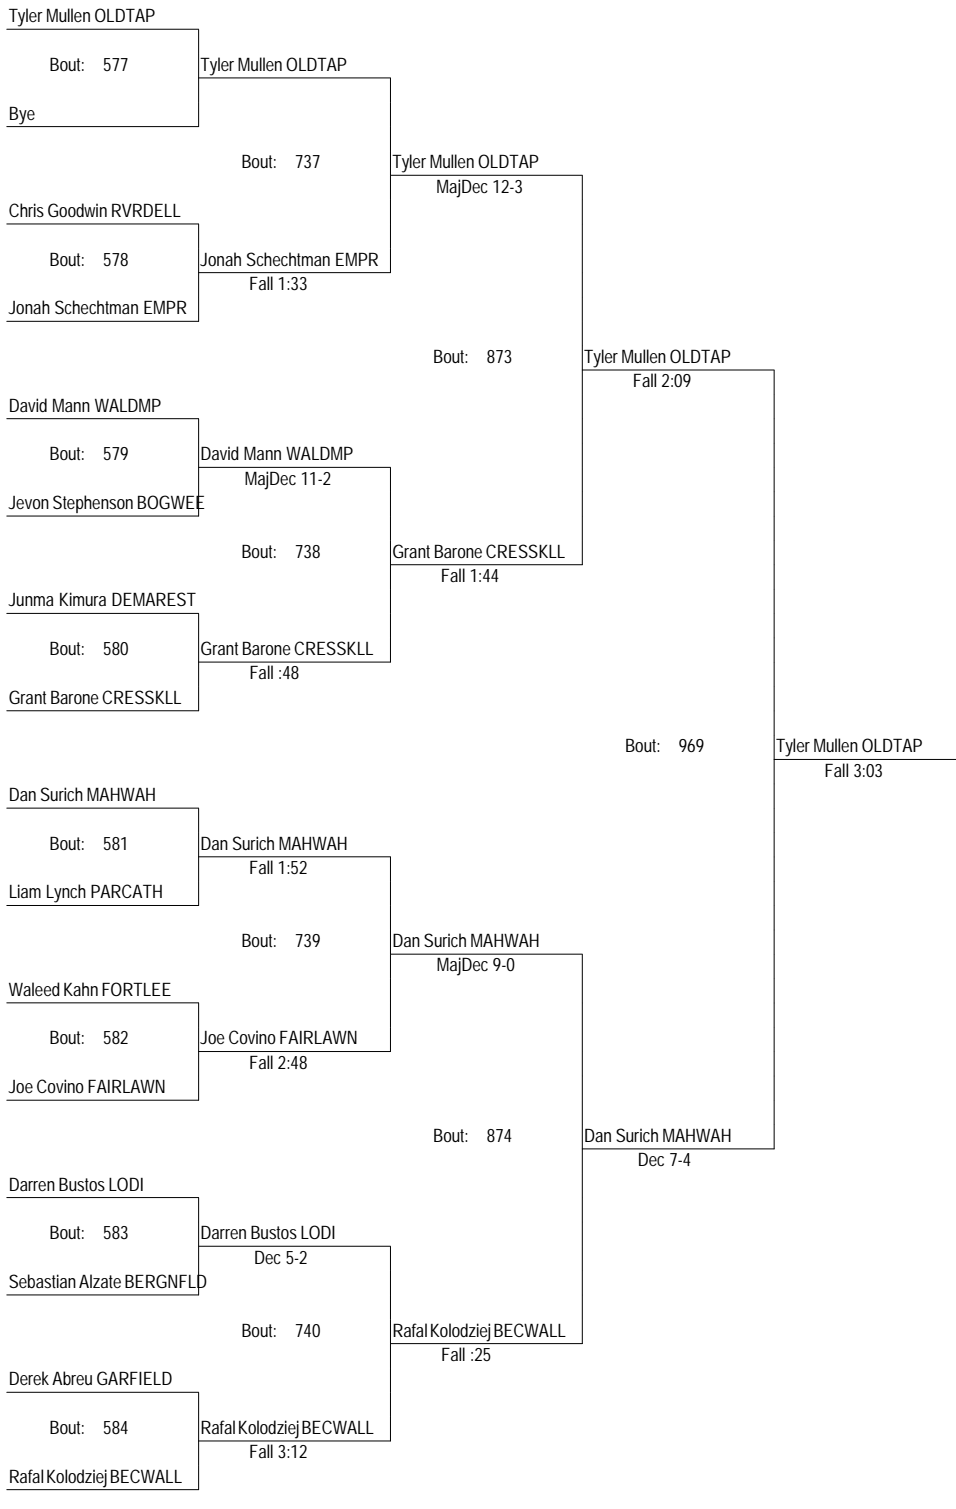 Tyler Mullen OLDTAP
Bout: 577
Tyler Mullen OLDTAP
Bye
Bout: 737
Tyler Mullen OLDTAP
MajDec 12-3
Chris Goodwin RVRDELL
Bout: 578
Jonah Schechtman EMPR
Fall 1:33
Jonah Schechtman EMPR
Bout: 873
Tyler Mullen OLDTAP
Fall 2:09
David Mann WALDMP
Bout: 579
David Mann WALDMP
MajDec 11-2
Jevon Stephenson BOGWEE
Bout: 738
Grant Barone CRESSKLL
Fall 1:44
Junma Kimura DEMAREST
Bout: 580
Grant Barone CRESSKLL
Fall :48
Grant Barone CRESSKLL
Bout: 969
Tyler Mullen OLDTAP
Fall 3:03
Dan Surich MAHWAH
Bout: 581
Dan Surich MAHWAH
Fall 1:52
Liam Lynch PARCATH
Bout: 739
Dan Surich MAHWAH
MajDec 9-0
Waleed Kahn FORTLEE
Bout: 582
Joe Covino FAIRLAWN
Fall 2:48
Joe Covino FAIRLAWN
Bout: 874
Dan Surich MAHWAH
Dec 7-4
Darren Bustos LODI
Bout: 583
Darren Bustos LODI
Dec 5-2
Sebastian Alzate BERGNFLD
Bout: 740
Rafal Kolodziej BECWALL
Fall :25
Derek Abreu GARFIELD
Bout: 584
Rafal Kolodziej BECWALL
Fall 3:12
Rafal Kolodziej BECWALL